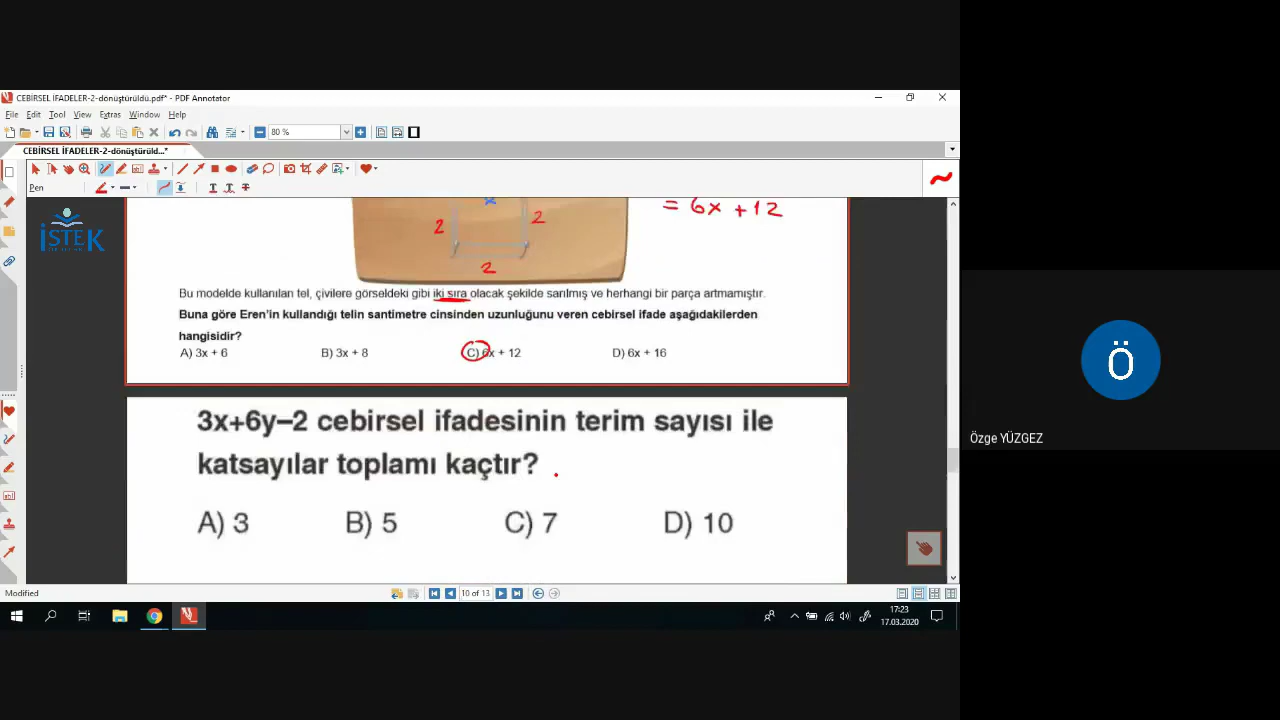 CEBİRSEL İFADELER-2-dönüştürüldü.pdf* - PDF Annotator
File Edit Tool View Extras Annotate Window Help
80 %
CEBİRSEL İFADELER-2-dönüştürüld...*
Pen
İSTEK
x
2
2
2
= 6x + 12
Bu modelde kullanılan tel, çivilere görseldeki gibi iki sıra olacak şekilde sarılmış ve herhangi bir parça artmamıştır.
Buna göre Eren'in kullandığı telin santimetre cinsinden uzunluğunu veren cebirsel ifade aşağıdakilerden
hangisidir?
A) 3x + 6 B) 3x + 8 C) 6x + 12 D) 6x + 16
3x+6y–2 cebirsel ifadesinin terim sayısı ile
katsayılar toplamı kaçtır?
A) 3 B) 5 C) 7 D) 10
Modified
10 of 13
17:23
17.03.2020
Ö
Özge YÜZGEZ